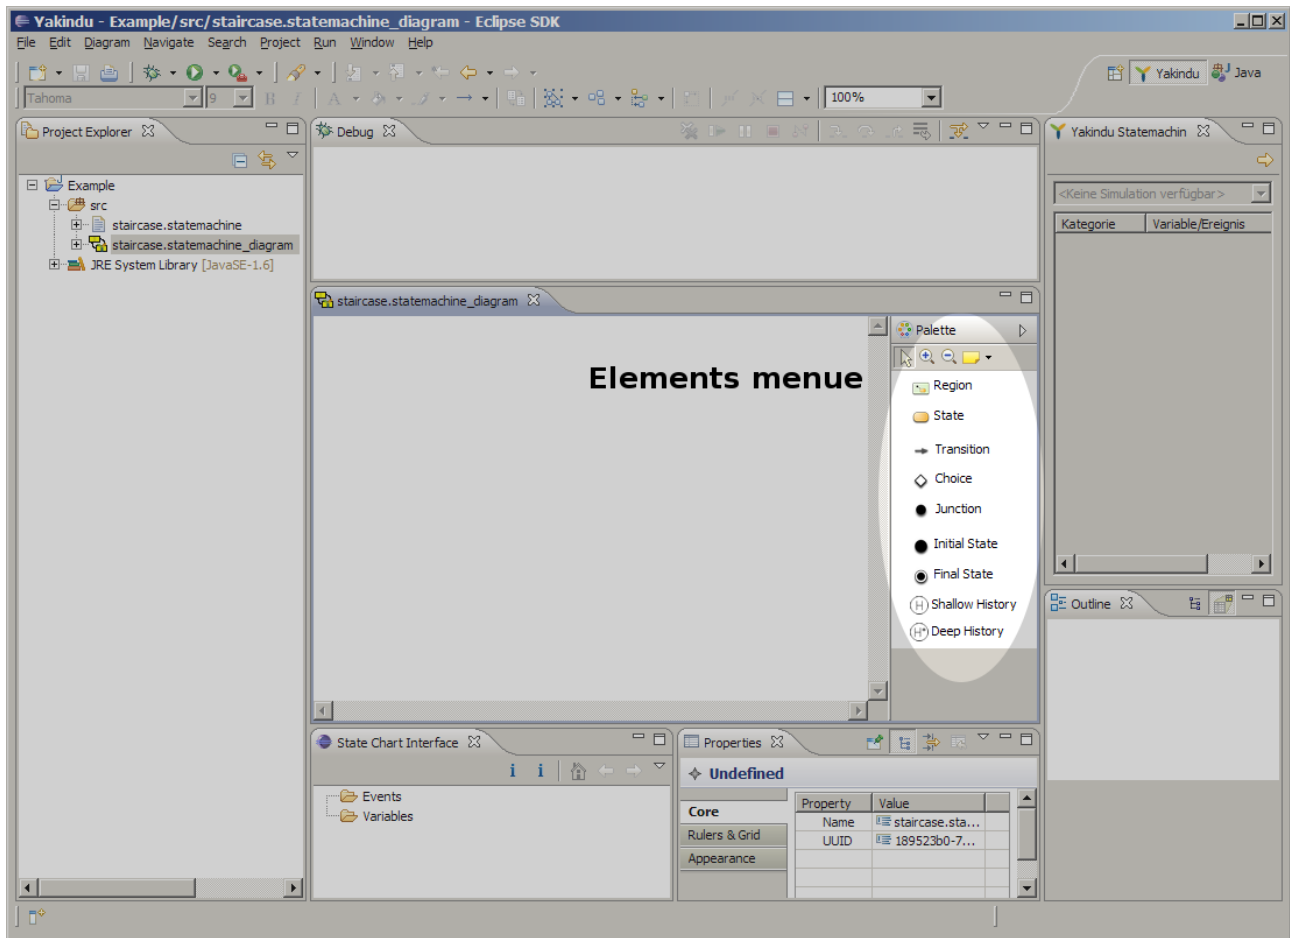 Yakindu - Example/src/staircase.statemachine_diagram - Eclipse SDK
File Edit Diagram Navigate Search Project Run Window Help
Yakindu Java
Tahoma 9 B I A 100%
Project Explorer
Debug
Yakindu Statemachin
Example
src
staircase.statemachine
staircase.statemachine_diagram
JRE System Library [JavaSE-1.6]
<Keine Simulation verfügbar>
Kategorie Variable/Ereignis
staircase.statemachine_diagram
Elements menue
Palette
Region
State
Transition
Choice
Junction
Initial State
Final State
H Shallow History
H* Deep History
Outline
State Chart Interface
i i
Events
Variables
Properties
Undefined
Core
Rulers & Grid
Appearance
Property Value
Name staircase.sta...
UUID 189523b0-7...